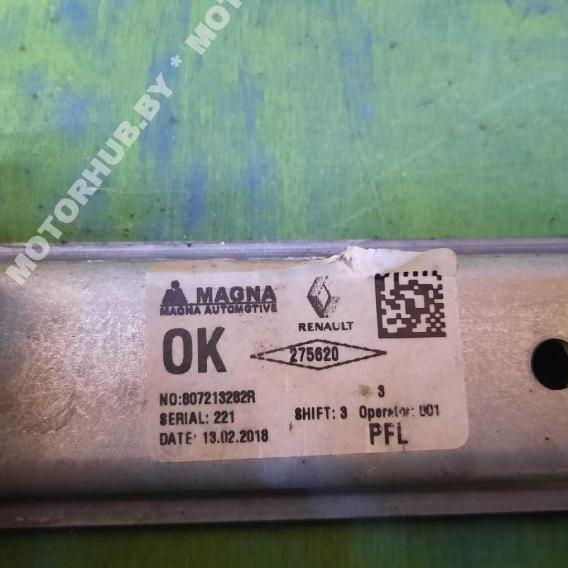 MOTORHUB.BY * MOTO
MAGNA
MAGNA AUTOMOTIVE
RENAULT
OK
275620
NO:807213282R
3
SERIAL: 221
SHIFT: 3 Operator: 001
DATE: 13.02.2018
PFL